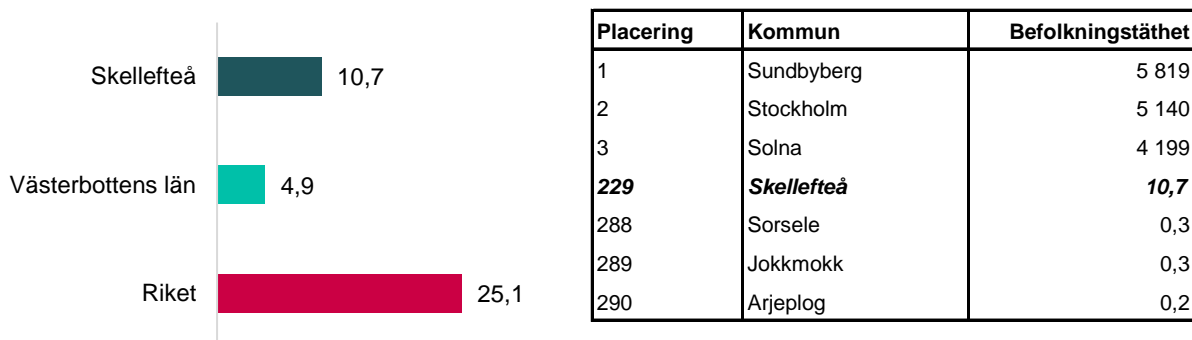 Skellefteå 10,7
Västerbottens län 4,9
Riket 25,1
Placering Kommun Befolkningstäthet
1 Sundbyberg 5 819
2 Stockholm 5 140
3 Solna 4 199
229 Skellefteå 10,7
288 Sorsele 0,3
289 Jokkmokk 0,3
290 Arjeplog 0,2